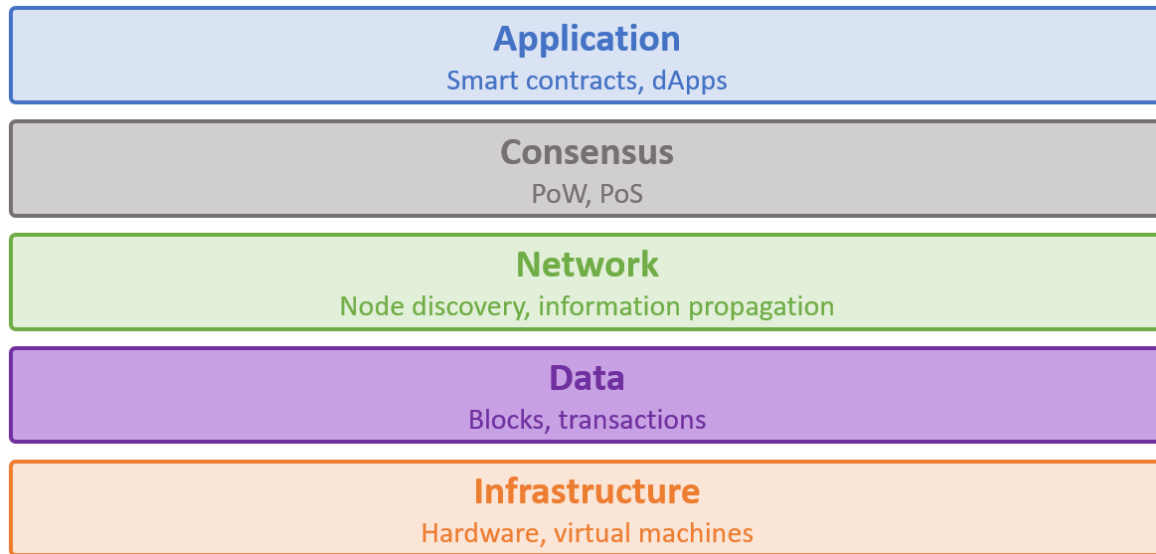 Application
Smart contracts, dApps
Consensus
PoW, PoS
Network
Node discovery, information propagation
Data
Blocks, transactions
Infrastructure
Hardware, virtual machines